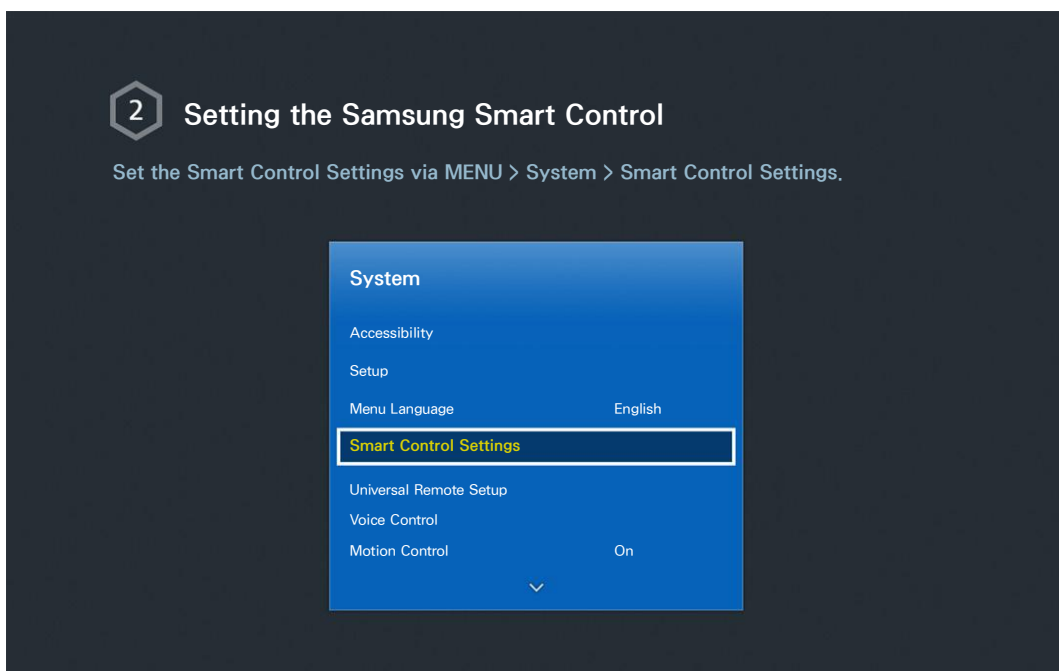 2
Setting the Samsung Smart Control
Set the Smart Control Settings via MENU > System > Smart Control Settings.
System
Accessibility
Setup
Menu Language English
Smart Control Settings
Universal Remote Setup
Voice Control
Motion Control On